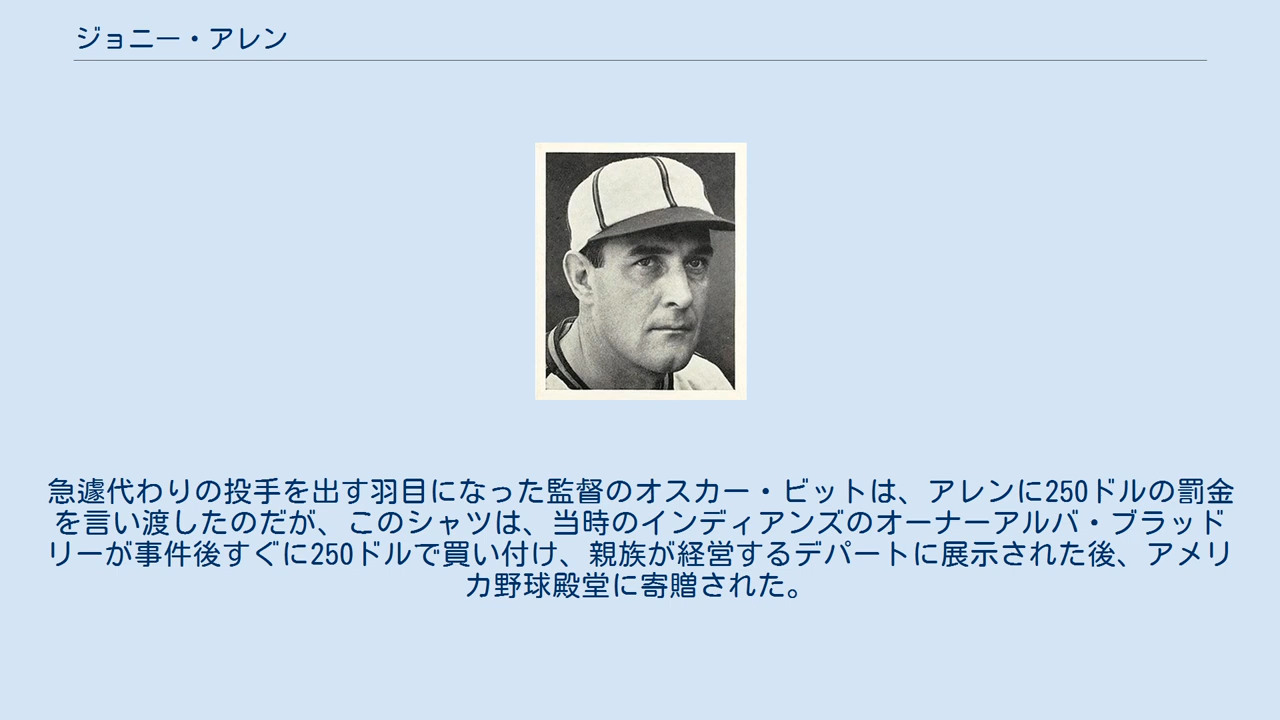 ジョニー・アレン
急遽代わりの投手を出す羽目になった監督のオスカー・ビットは、アレンに250ドルの罰金
を言い渡したのだが、このシャツは、当時のインディアンズのオーナーアルバ・ブラッド
リーが事件後すぐに250ドルで買い付け、親族が経営するデパートに展示された後、アメリ
カ野球殿堂に寄贈された。